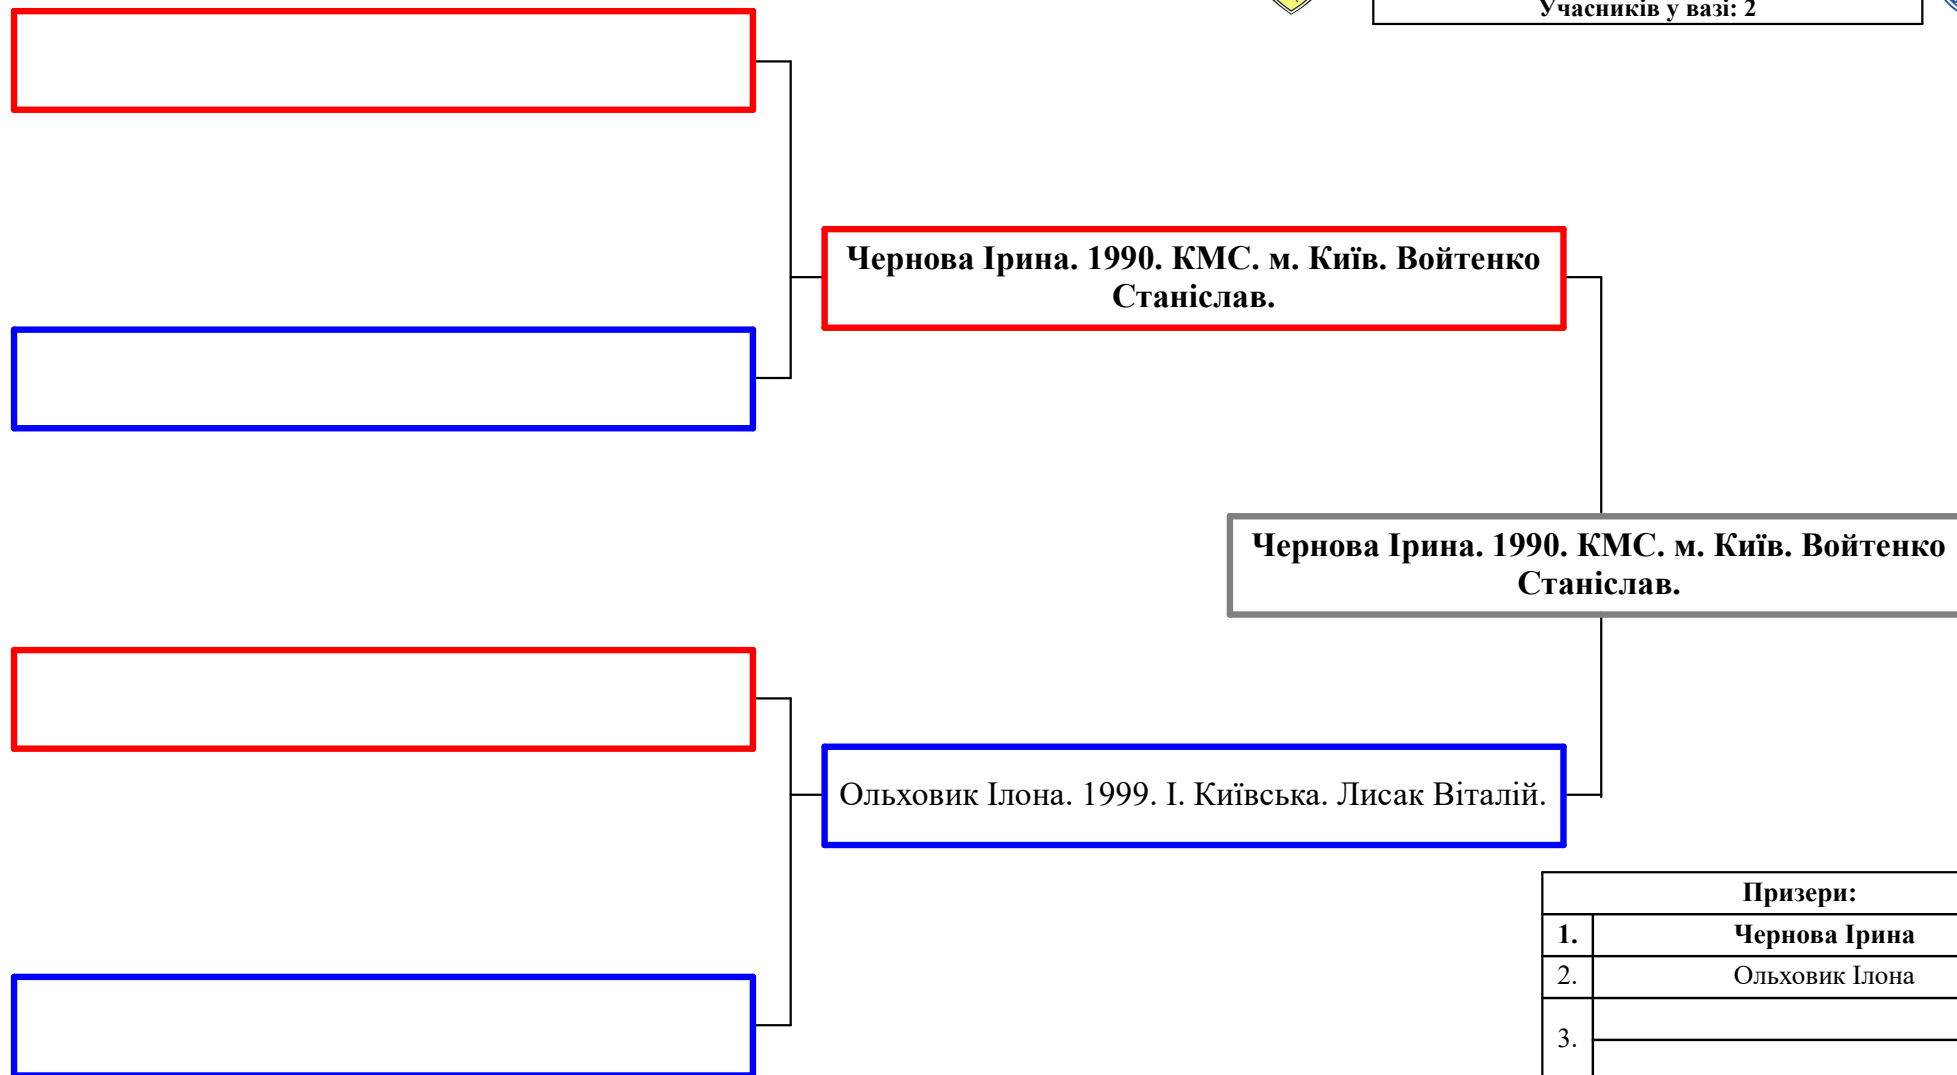 Учасників у вазі: 2
Чернова Ірина. 1990. КМС. м. Київ. Войтенко
Станіслав.
Чернова Ірина. 1990. КМС. м. Київ. Войтенко
Станіслав.
Ольховик Ілона. 1999. І. Київська. Лисак Віталій.
Призери:
1. Чернова Ірина
2. Ольховик Ілона
3.